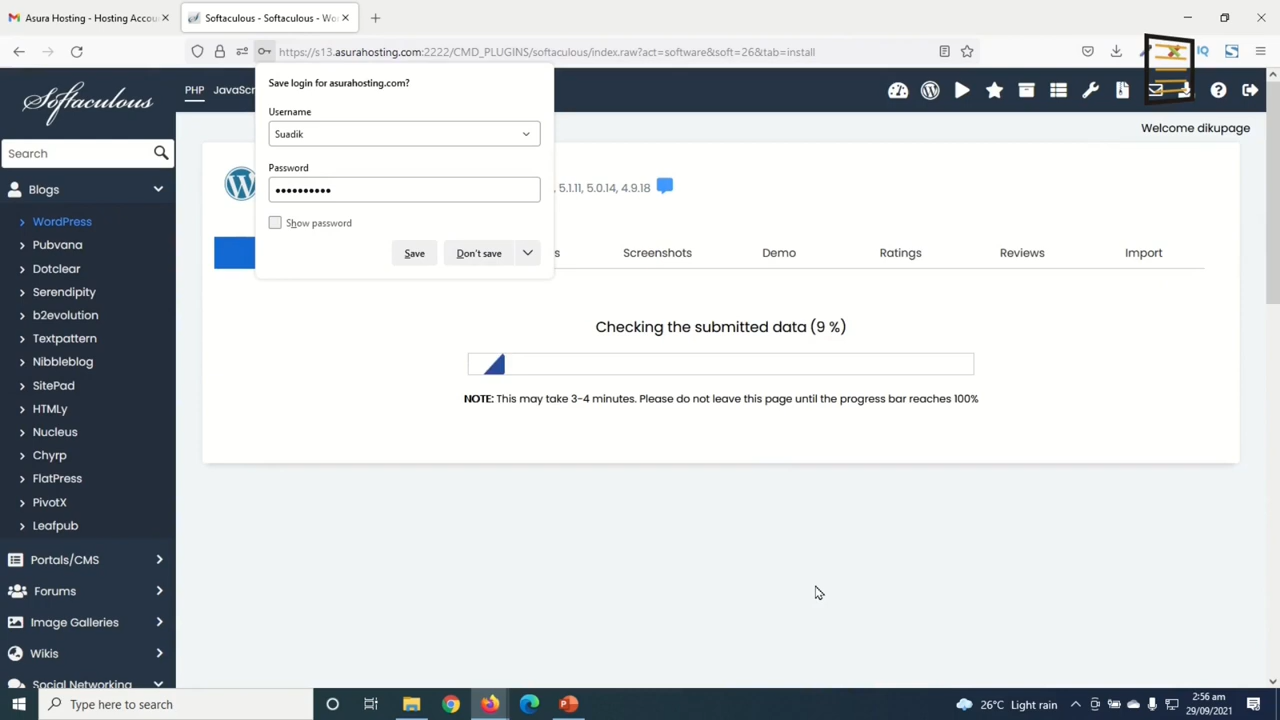 Asura Hosting - Hosting Accou
Softaculous - Softaculous - Wo
https://s13.asurahosting.com:2222/CMD_PLUGINS/softaculous/index.raw?act=software&soft=26&tab=install
IQ
Softaculous
PHP JavaScr
Welcome dikupage
Save login for asurahosting.com?
Username
Suadik
Password
Show password
Save
Don't save
, 5.1.11, 5.0.14, 4.9.18
s
Screenshots
Demo
Ratings
Reviews
Import
Checking the submitted data (9 %)
NOTE: This may take 3-4 minutes. Please do not leave this page until the progress bar reaches 100%
Search
Blogs
WordPress
Pubvana
Dotclear
Serendipity
b2evolution
Textpattern
Nibbleblog
SitePad
HTMLy
Nucleus
Chyrp
FlatPress
PivotX
Leafpub
Portals/CMS
Forums
Image Galleries
Wikis
Social Networking
Type here to search
26°C Light rain
2:56 am
29/09/2021